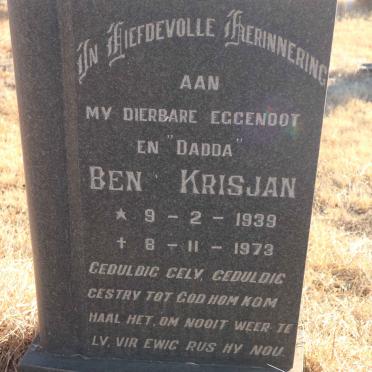 In Liefdevolle Herinnering
AAN
MY DIERBARE EGGENOOT
EN "DADDA"
BEN KRISJAN
★ 9 - 2 - 1939
✝ 8 - 11 - 1973
GEDULDIG GELY, GEDULDIG
GESTRY TOT GOD HOM KOM
HAAL HET, OM NOOIT WEER TE
LY, VIR EWIG RUS HY NOU.